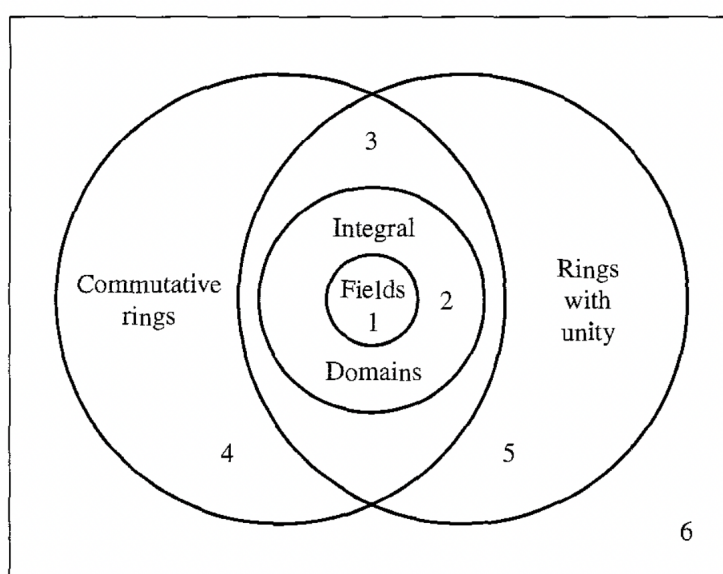 3
Integral
Commutative
rings
Fields
1
2
Rings
with
unity
Domains
4
5
6